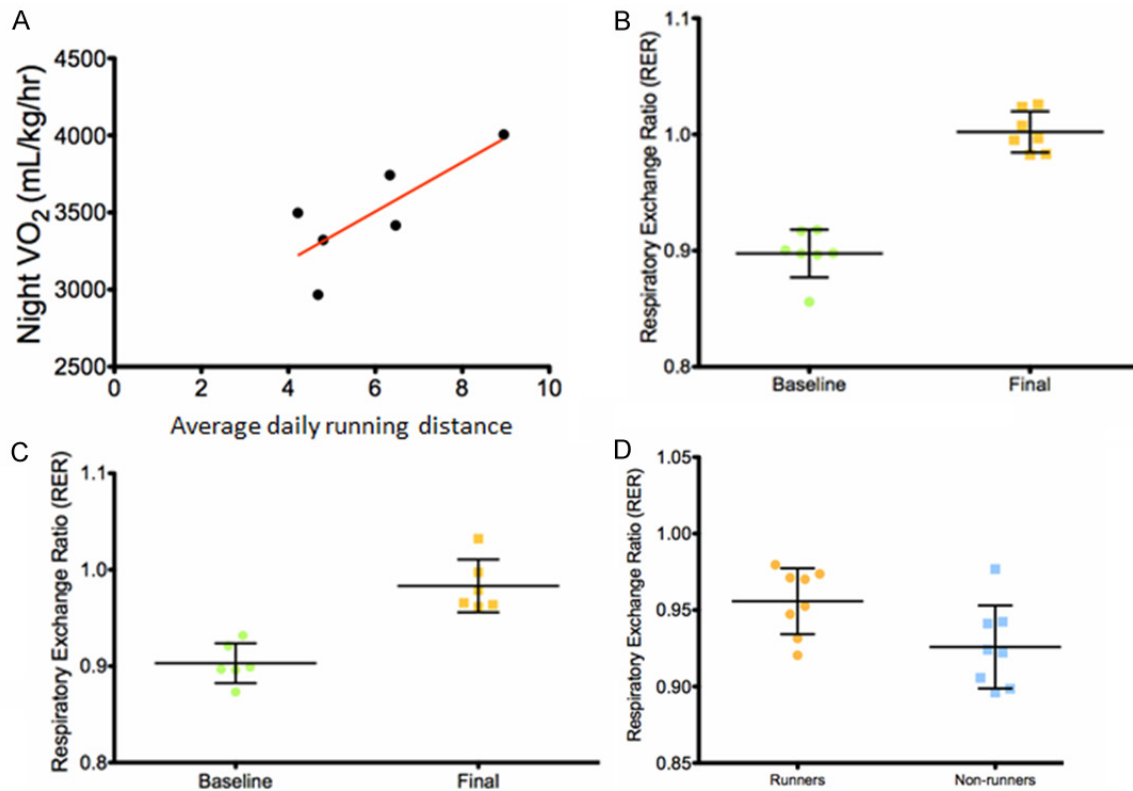 A
Night VO2 (mL/kg/hr)
4500
4000
3500
3000
2500
0 2 4 6 8 10
Average daily running distance
B
Respiratory Exchange Ratio (RER)
1.1
1.0
0.9
0.8
Baseline Final
C
Respiratory Exchange Ratio (RER)
1.1
1.0
0.9
0.8
Baseline Final
D
Respiratory Exchange Ratio (RER)
1.05
1.00
0.95
0.90
0.85
Runners Non-runners